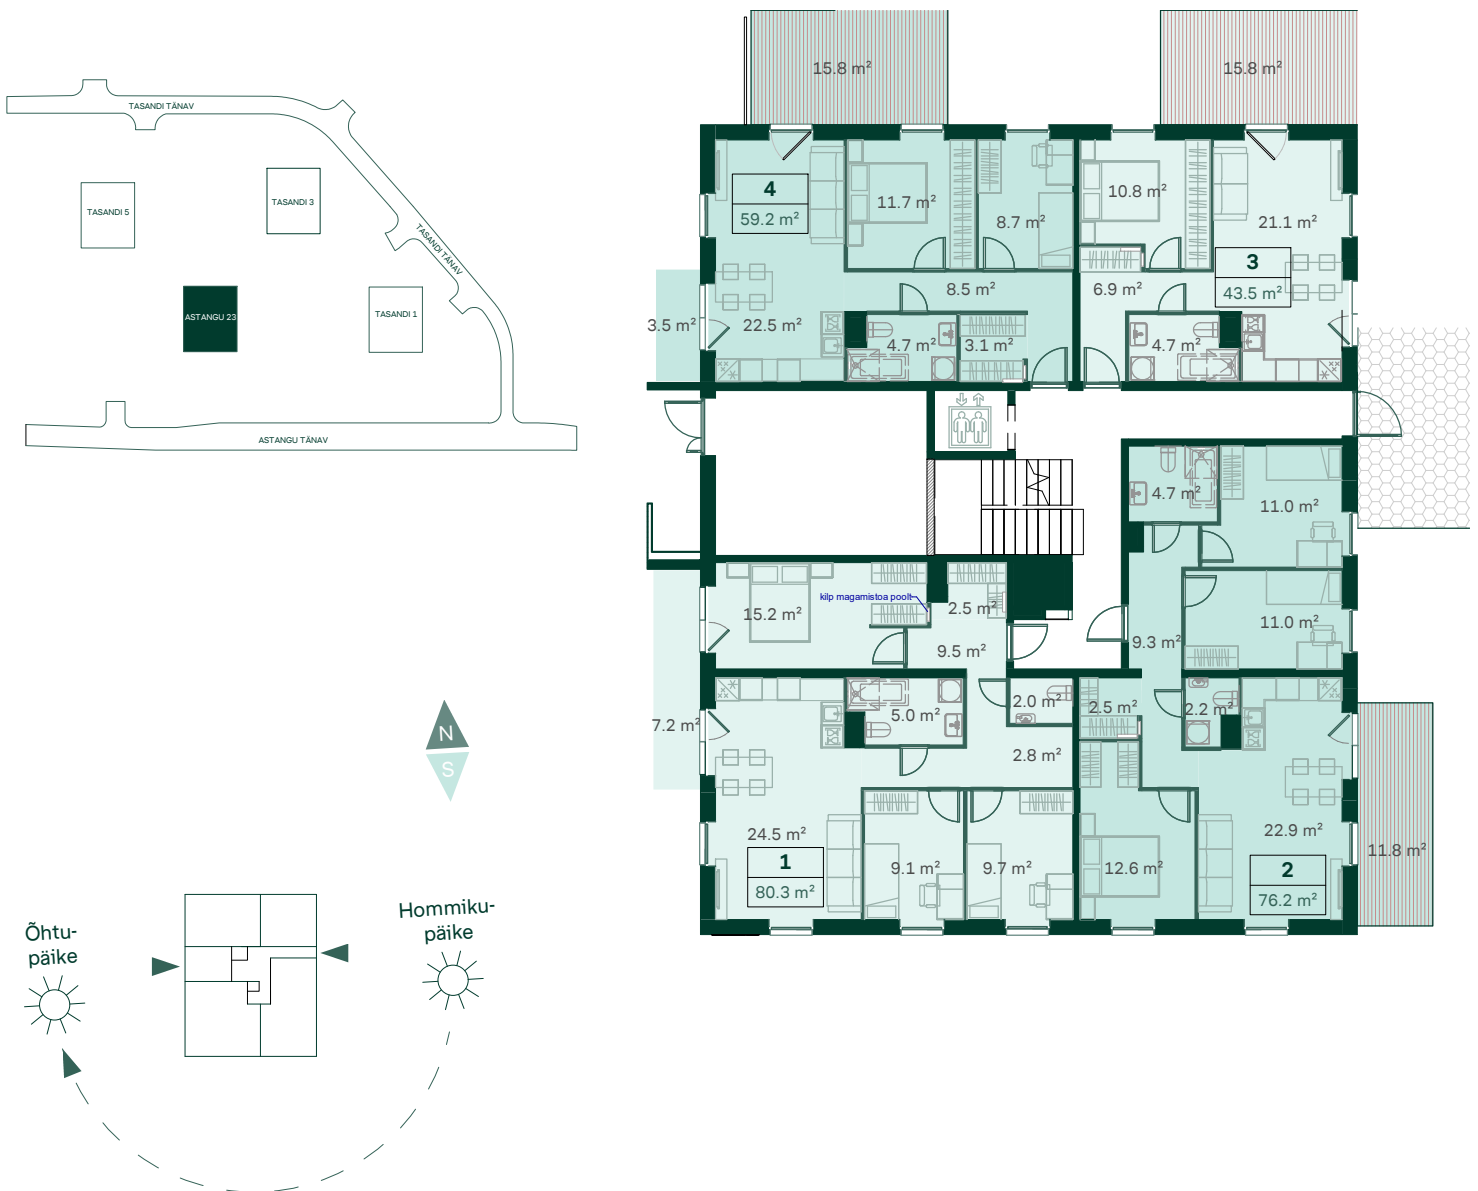 TASANDI TÄNAV
TASANDI 5
TASANDI 3
TASANDI TÄNAV
ASTANGU 23
TASANDI 1
ASTANGU TÄNAV
15.8 m²
15.8 m²
4
59.2 m²
11.7 m²
8.7 m²
10.8 m²
21.1 m²
3
43.5 m²
8.5 m²
6.9 m²
3.5 m²
22.5 m²
4.7 m²
3.1 m²
4.7 m²
4.7 m²
11.0 m²
15.2 m²
kilp magamistoa poolt
2.5 m²
9.5 m²
9.3 m²
11.0 m²
7.2 m²
5.0 m²
2.0 m²
2.5 m²
2.2 m²
2.8 m²
24.5 m²
1
80.3 m²
9.1 m²
9.7 m²
12.6 m²
22.9 m²
2
76.2 m²
11.8 m²
N
S
Õhtu-
päike
Hommiku-
päike